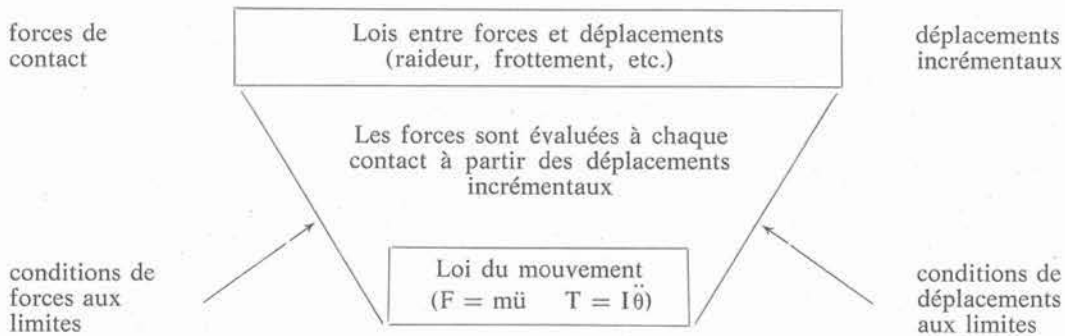 forces de
contact
Lois entre forces et déplacements
(raideur, frottement, etc.)
déplacements
incrémentaux
Les forces sont évaluées à chaque
contact à partir des déplacements
incrémentaux
conditions de
forces aux
limites
Loi du mouvement
(F = mü T = I θ̈)
conditions de
déplacements
aux limites